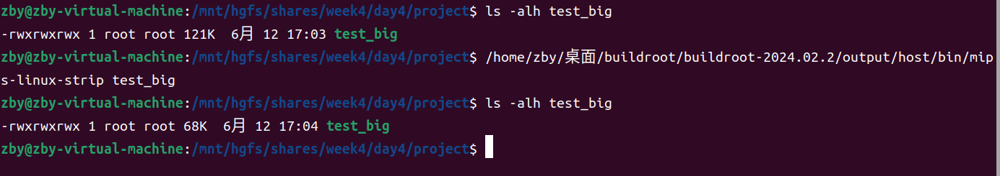 zby@zby-virtual-machine:/mnt/hgfs/shares/week4/day4/project$ ls -alh test_big
-rwxrwxrwx 1 root root 121K  6月 12 17:03 test_big
zby@zby-virtual-machine:/mnt/hgfs/shares/week4/day4/project$ /home/zby/桌面/buildroot/buildroot-2024.02.2/output/host/bin/mip
s-linux-strip test_big
zby@zby-virtual-machine:/mnt/hgfs/shares/week4/day4/project$ ls -alh test_big
-rwxrwxrwx 1 root root 68K  6月 12 17:04 test_big
zby@zby-virtual-machine:/mnt/hgfs/shares/week4/day4/project$